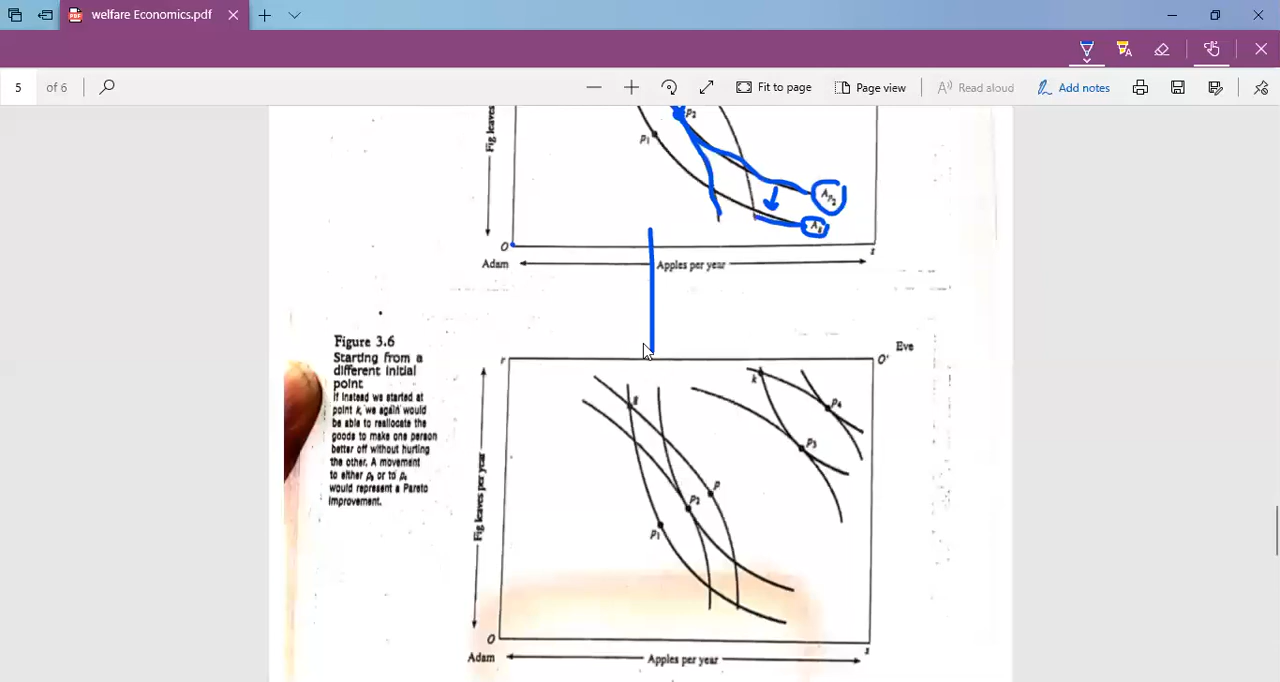 welfare Economics.pdf
5 of 6
Fit to page
Page view
Read aloud
Add notes
Fig leaves
P2
P1
Ap2
Ag
O
s
Adam
Apples per year
Figure 3.6
Starting from a
different initial
point
If instead we started at
point k, we again would
be able to reallocate the
goods to make one person
better off without hurting
the other. A movement
to either p3 or to p4
would represent a Pareto
improvement.
Eve
r
O'
k
P4
g
P3
P
P2
P1
Fig leaves per year
O
s
Adam
Apples per year